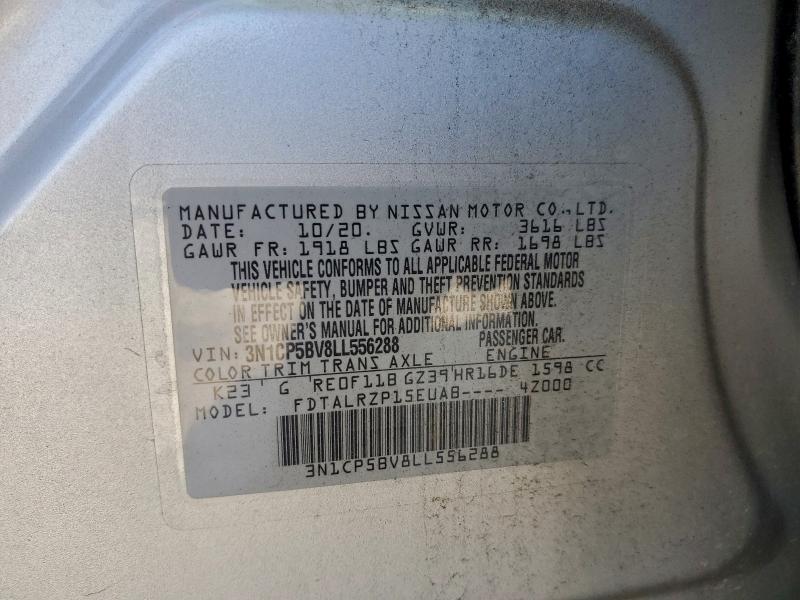 MANUFACTURED BY NISSAN MOTOR CO., LTD.
DATE: 10/20. GVWR: 3616 LBS
GAWR FR: 1918 LBS GAWR RR: 1698 LBS
THIS VEHICLE CONFORMS TO ALL APPLICABLE FEDERAL MOTOR
VEHICLE SAFETY, BUMPER AND THEFT PREVENTION STANDARDS
IN EFFECT ON THE DATE OF MANUFACTURE SHOWN ABOVE.
SEE OWNER'S MANUAL FOR ADDITIONAL INFORMATION.
VIN: 3N1CP5BV8LL556288 PASSENGER CAR.
COLOR TRIM TRANS AXLE ENGINE
K23 ' G 'RE0F11B GZ39'HR16DE 1598 CC
MODEL: FDTALRZP15EUAB---- 4Z000
3N1CP5BV8LL556288